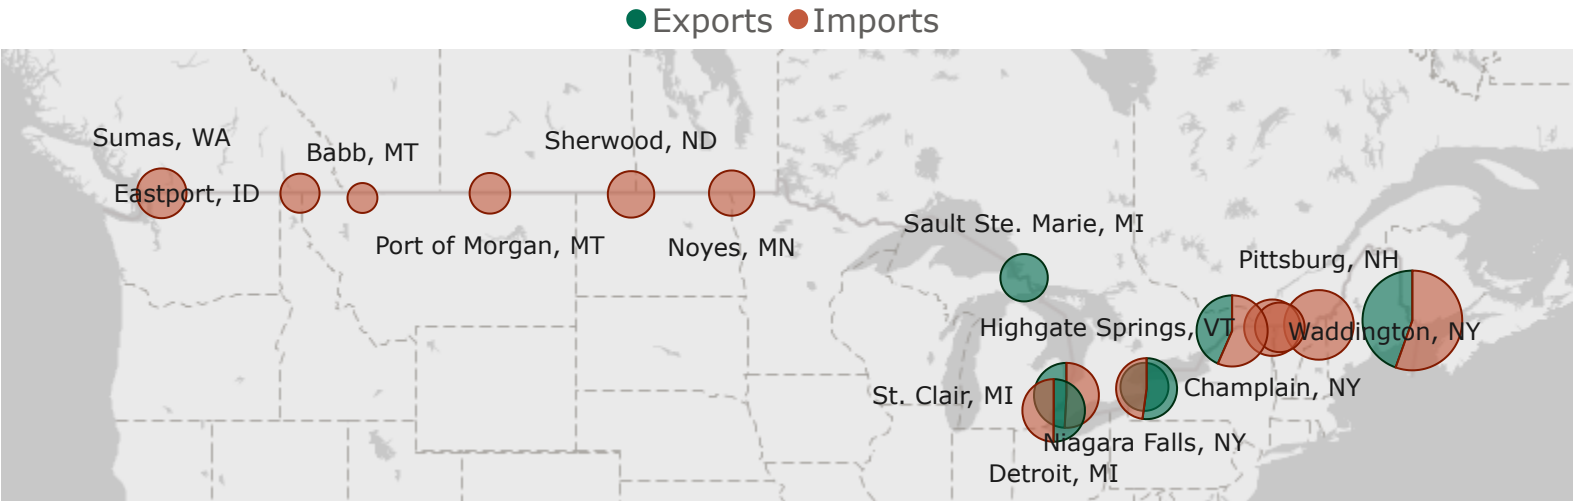 Exports Imports
Sumas, WA
Babb, MT
Sherwood, ND
Eastport, ID
Port of Morgan, MT
Noyes, MN
Sault Ste. Marie, MI
Pittsburg, NH
Highgate Springs, VT
Waddington, NY
St. Clair, MI
Champlain, NY
Niagara Falls, NY
Detroit, MI